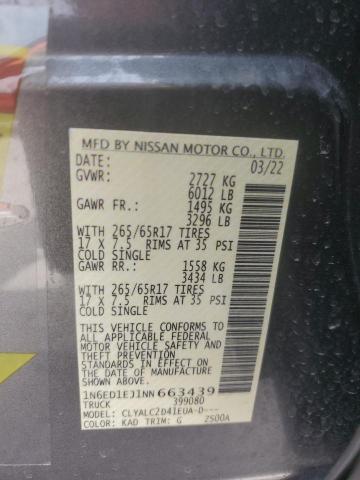 MFD BY NISSAN MOTOR CO., LTD.
DATE: 03/22
GVWR: 2727 KG
6012 LB
GAWR FR.: 1495 KG
3296 LB
WITH 265/65R17 TIRES
17 X 7.5 RIMS AT 35 PSI
COLD SINGLE
GAWR RR.: 1558 KG
3434 LB
WITH 265/65R17 TIRES
17 X 7.5 RIMS AT 35 PSI
COLD SINGLE
THIS VEHICLE CONFORMS TO
ALL APPLICABLE FEDERAL
MOTOR VEHICLE SAFETY AND
THEFT PREVENTION
STANDARDS IN EFFECT ON
THE DATE OF MANUFACTURE
SHOWN ABOVE.
1N6ED1EJ1NN 663439
TRUCK 399080
MODEL: CLYALC2D41EUA-D---
COLOR: KAD TRIM: G 2500A